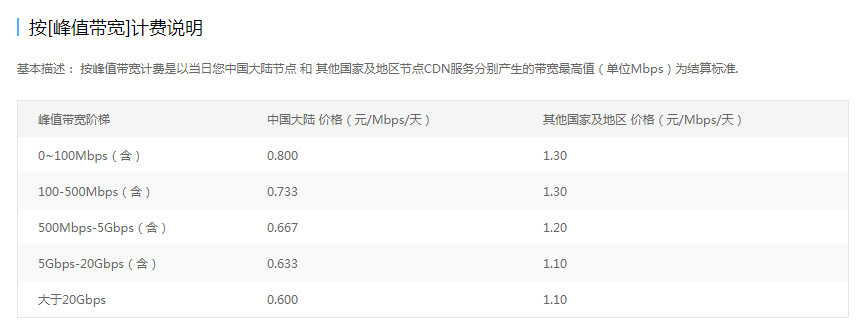 按[峰值带宽]计费说明
基本描述： 按峰值带宽计费是以当日您中国大陆节点 和 其他国家及地区节点CDN服务分别产生的带宽最高值（单位Mbps）为结算标准.
峰值带宽阶梯 中国大陆 价格（元/Mbps/天） 其他国家及地区 价格（元/Mbps/天）
0~100Mbps（含） 0.800 1.30
100-500Mbps（含） 0.733 1.30
500Mbps-5Gbps（含） 0.667 1.20
5Gbps-20Gbps（含） 0.633 1.10
大于20Gbps 0.600 1.10